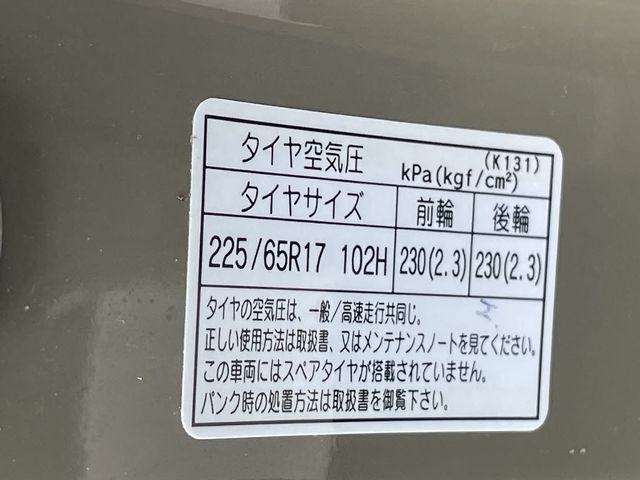 (K131)
タイヤ空気圧 kPa(kgf/cm²)
タイヤサイズ 前輪 後輪
225/65R17 102H 230(2.3) 230(2.3)
タイヤの空気圧は、一般/高速走行共同じ。
正しい使用方法は取扱書、又はメンテナンスノートを見てください。
この車両にはスペアタイヤが搭載されていません。
パンク時の処置方法は取扱書を御覧下さい。